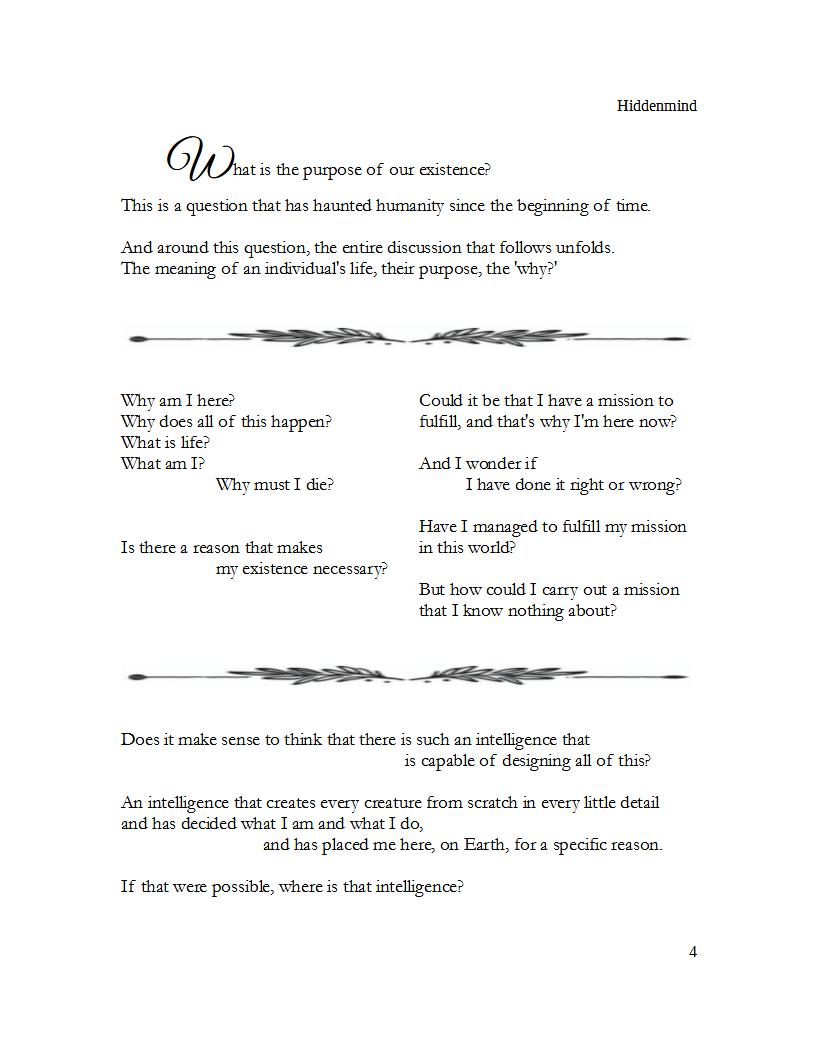 Hiddenmind
What is the purpose of our existence?
This is a question that has haunted humanity since the beginning of time.
And around this question, the entire discussion that follows unfolds.
The meaning of an individual's life, their purpose, the 'why?'
Why am I here?
Why does all of this happen?
What is life?
What am I?
Why must I die?
Is there a reason that makes
my existence necessary?
Could it be that I have a mission to
fulfill, and that's why I'm here now?
And I wonder if
I have done it right or wrong?
Have I managed to fulfill my mission
in this world?
But how could I carry out a mission
that I know nothing about?
Does it make sense to think that there is such an intelligence that
is capable of designing all of this?
An intelligence that creates every creature from scratch in every little detail
and has decided what I am and what I do,
and has placed me here, on Earth, for a specific reason.
If that were possible, where is that intelligence?
4